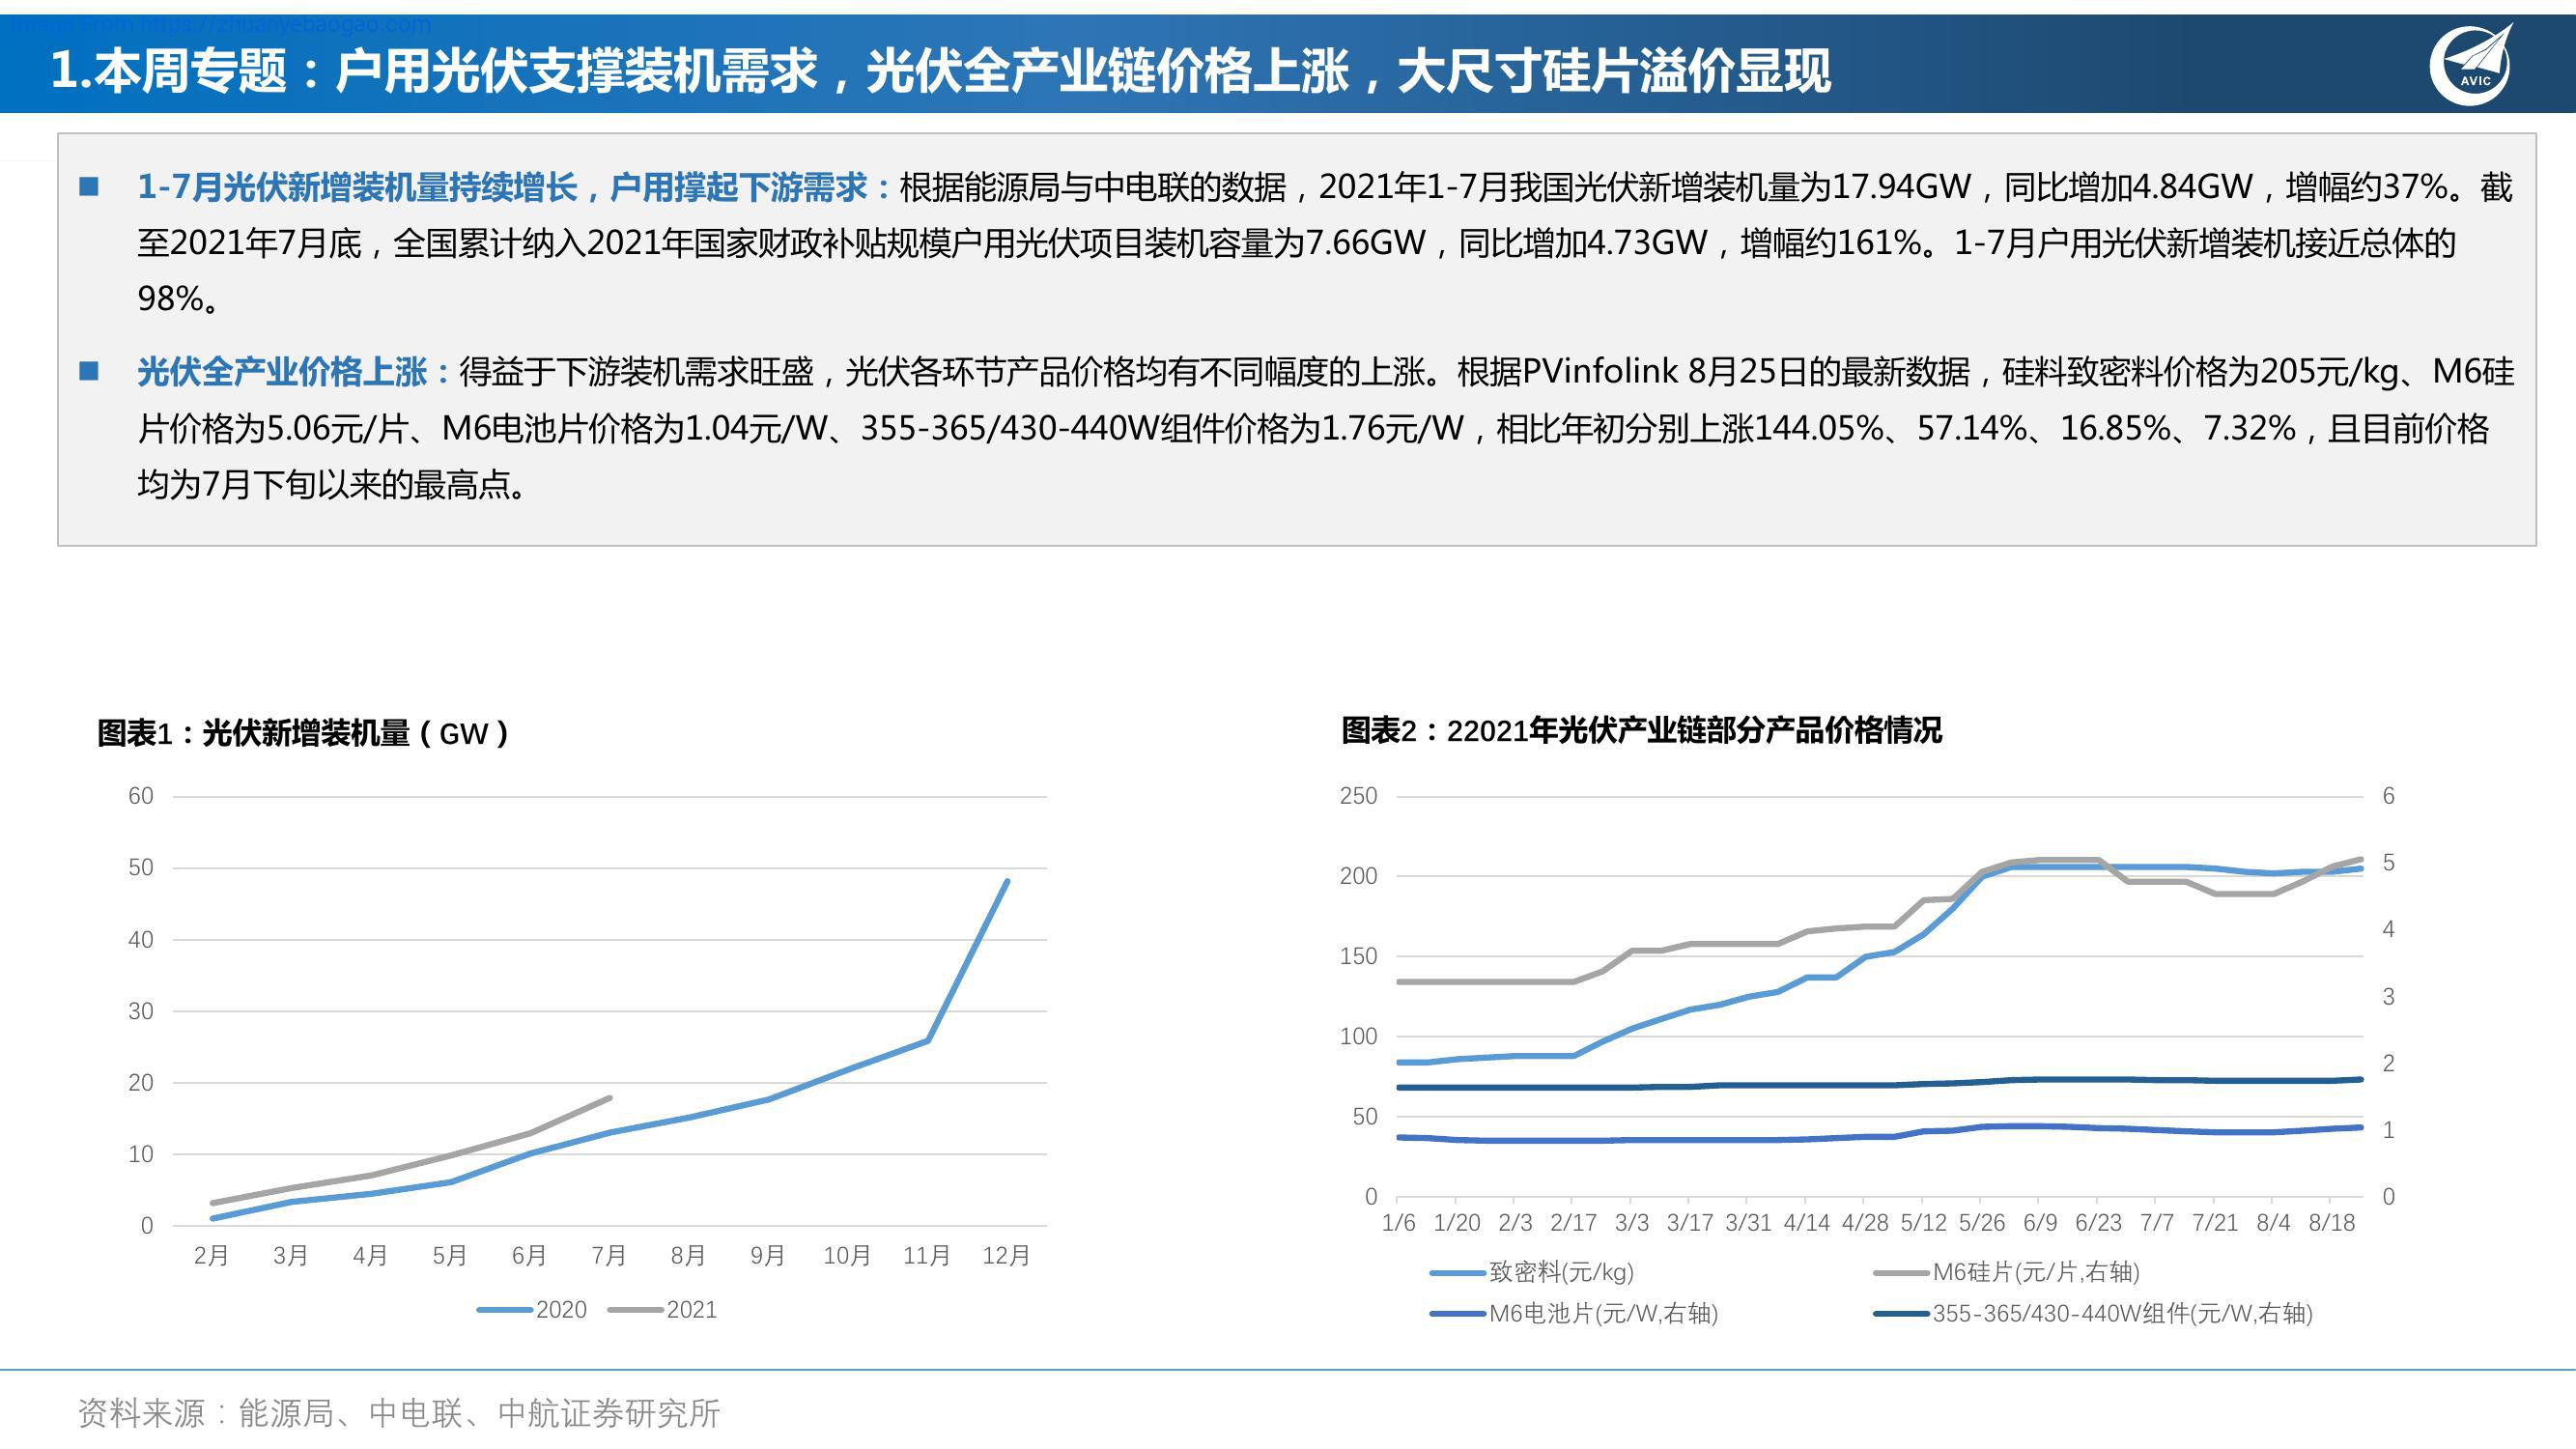 Image From https://zhuanyebaogao.com
1.本周专题：户用光伏支撑装机需求，光伏全产业链价格上涨，大尺寸硅片溢价显现
AVIC
■ 1-7月光伏新增装机量持续增长，户用撑起下游需求：根据能源局与中电联的数据，2021年1-7月我国光伏新增装机量为17.94GW，同比增加4.84GW，增幅约37%。截
至2021年7月底，全国累计纳入2021年国家财政补贴规模户用光伏项目装机容量为7.66GW，同比增加4.73GW，增幅约161%。1-7月户用光伏新增装机接近总体的
98%。
■ 光伏全产业价格上涨：得益于下游装机需求旺盛，光伏各环节产品价格均有不同幅度的上涨。根据PVinfolink 8月25日的最新数据，硅料致密料价格为205元/kg、M6硅
片价格为5.06元/片、M6电池片价格为1.04元/W、355-365/430-440W组件价格为1.76元/W，相比年初分别上涨144.05%、57.14%、16.85%、7.32%，且目前价格
均为7月下旬以来的最高点。
图表1：光伏新增装机量（GW）
60
50
40
30
20
10
0
2月 3月 4月 5月 6月 7月 8月 9月 10月 11月 12月
2020 2021
图表2：22021年光伏产业链部分产品价格情况
250
200
150
100
50
0
6
5
4
3
2
1
0
1/6 1/20 2/3 2/17 3/3 3/17 3/31 4/14 4/28 5/12 5/26 6/9 6/23 7/7 7/21 8/4 8/18
致密料(元/kg) M6硅片(元/片,右轴)
M6电池片(元/W,右轴) 355-365/430-440W组件(元/W,右轴)
资料来源：能源局、中电联、中航证券研究所